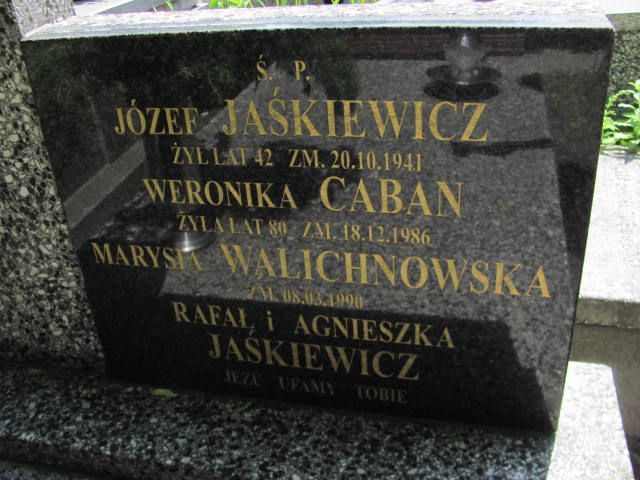 Ś. P.
JÓZEF JAŚKIEWICZ
ŻYŁ LAT 42 ZM. 20.10.1941
WERONIKA CABAN
ŻYŁA LAT 80 ZM. 18.12.1986
MARYSIA WALICHNOWSKA
ZM. 08.03.1990
RAFAŁ i AGNIESZKA
JAŚKIEWICZ
JEZU UFAMY TOBIE